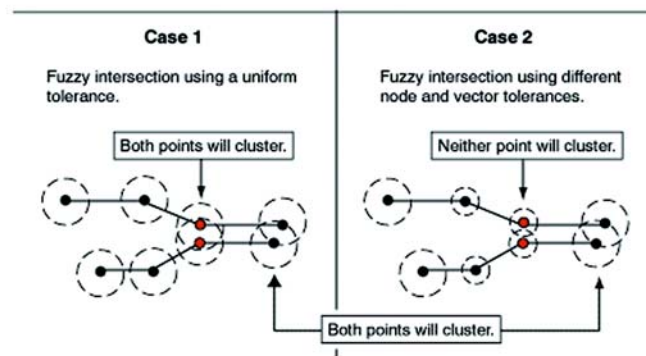 Case 1
Fuzzy intersection using a uniform
tolerance.
Both points will cluster.
Case 2
Fuzzy intersection using different
node and vector tolerances.
Neither point will cluster.
Both points will cluster.